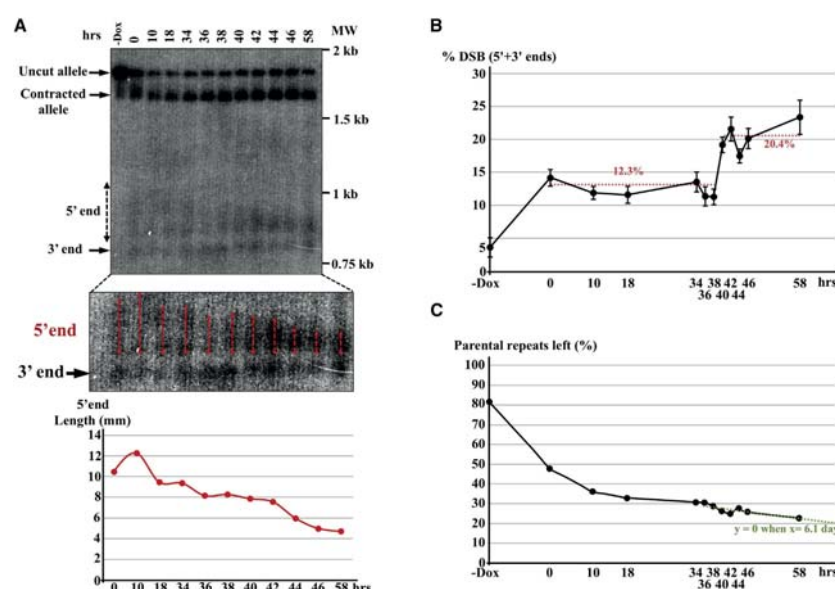 A
hrs
-Dox 0 10 18 34 36 38 40 42 44 46 58
MW
2 kb
Uncut allele
Contracted
allele
1.5 kb
1 kb
5' end
3' end
0.75 kb
5'end
3' end
5'end
Length (mm)
14
12
10
8
6
4
2
0
0 10 18 34 36 38 40 42 44 46 58 hrs
B
% DSB (5'+3' ends)
30
25
20
15
10
5
0
12.3%
20.4%
-Dox 0 10 18 34 38 42 46 58 hrs
36 40 44
C
Parental repeats left (%)
100
90
80
70
60
50
40
30
20
10
0
y = 0 when x= 6.1 day
-Dox 0 10 18 34 38 42 46 58 hrs
36 40 44